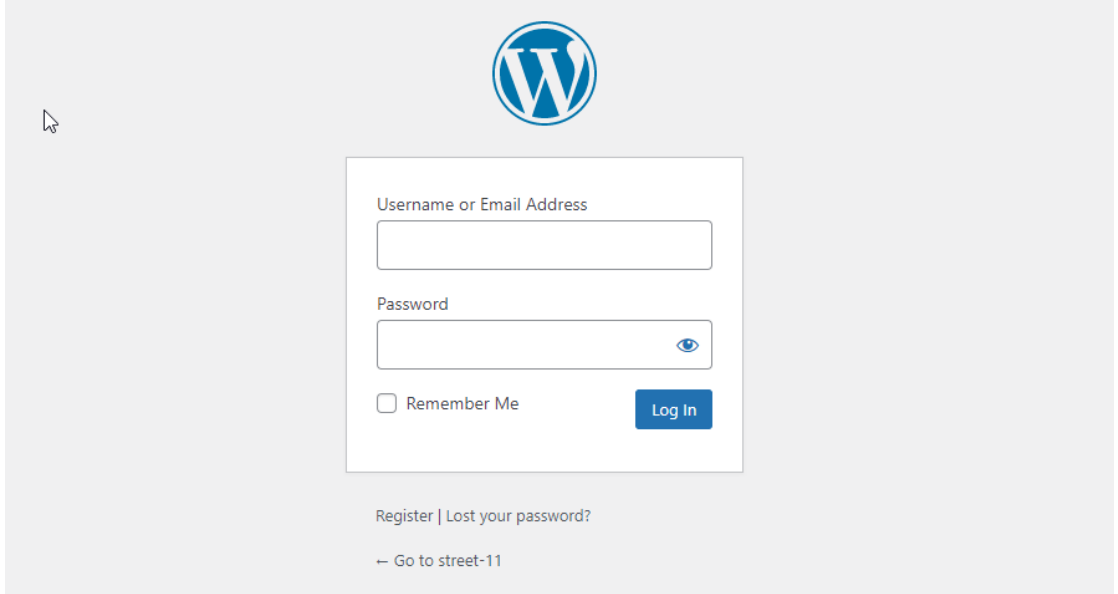 Username or Email Address
Password
Remember Me
Log In
Register | Lost your password?
← Go to street-11